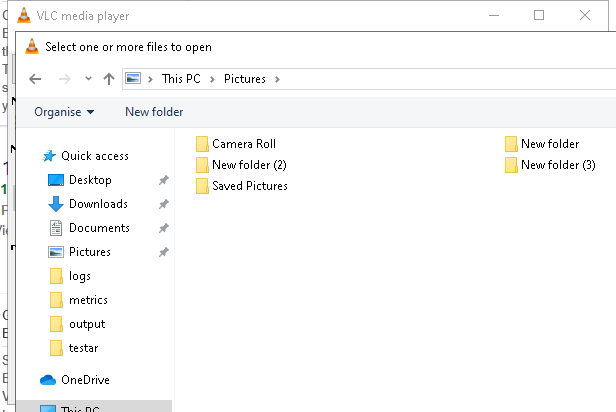 VLC media player
Select one or more files to open
This PC > Pictures >
Organise New folder
Quick access
Desktop
Downloads
Documents
Pictures
logs
metrics
output
testar
OneDrive
This PC
Camera Roll New folder
New folder (2) New folder (3)
Saved Pictures